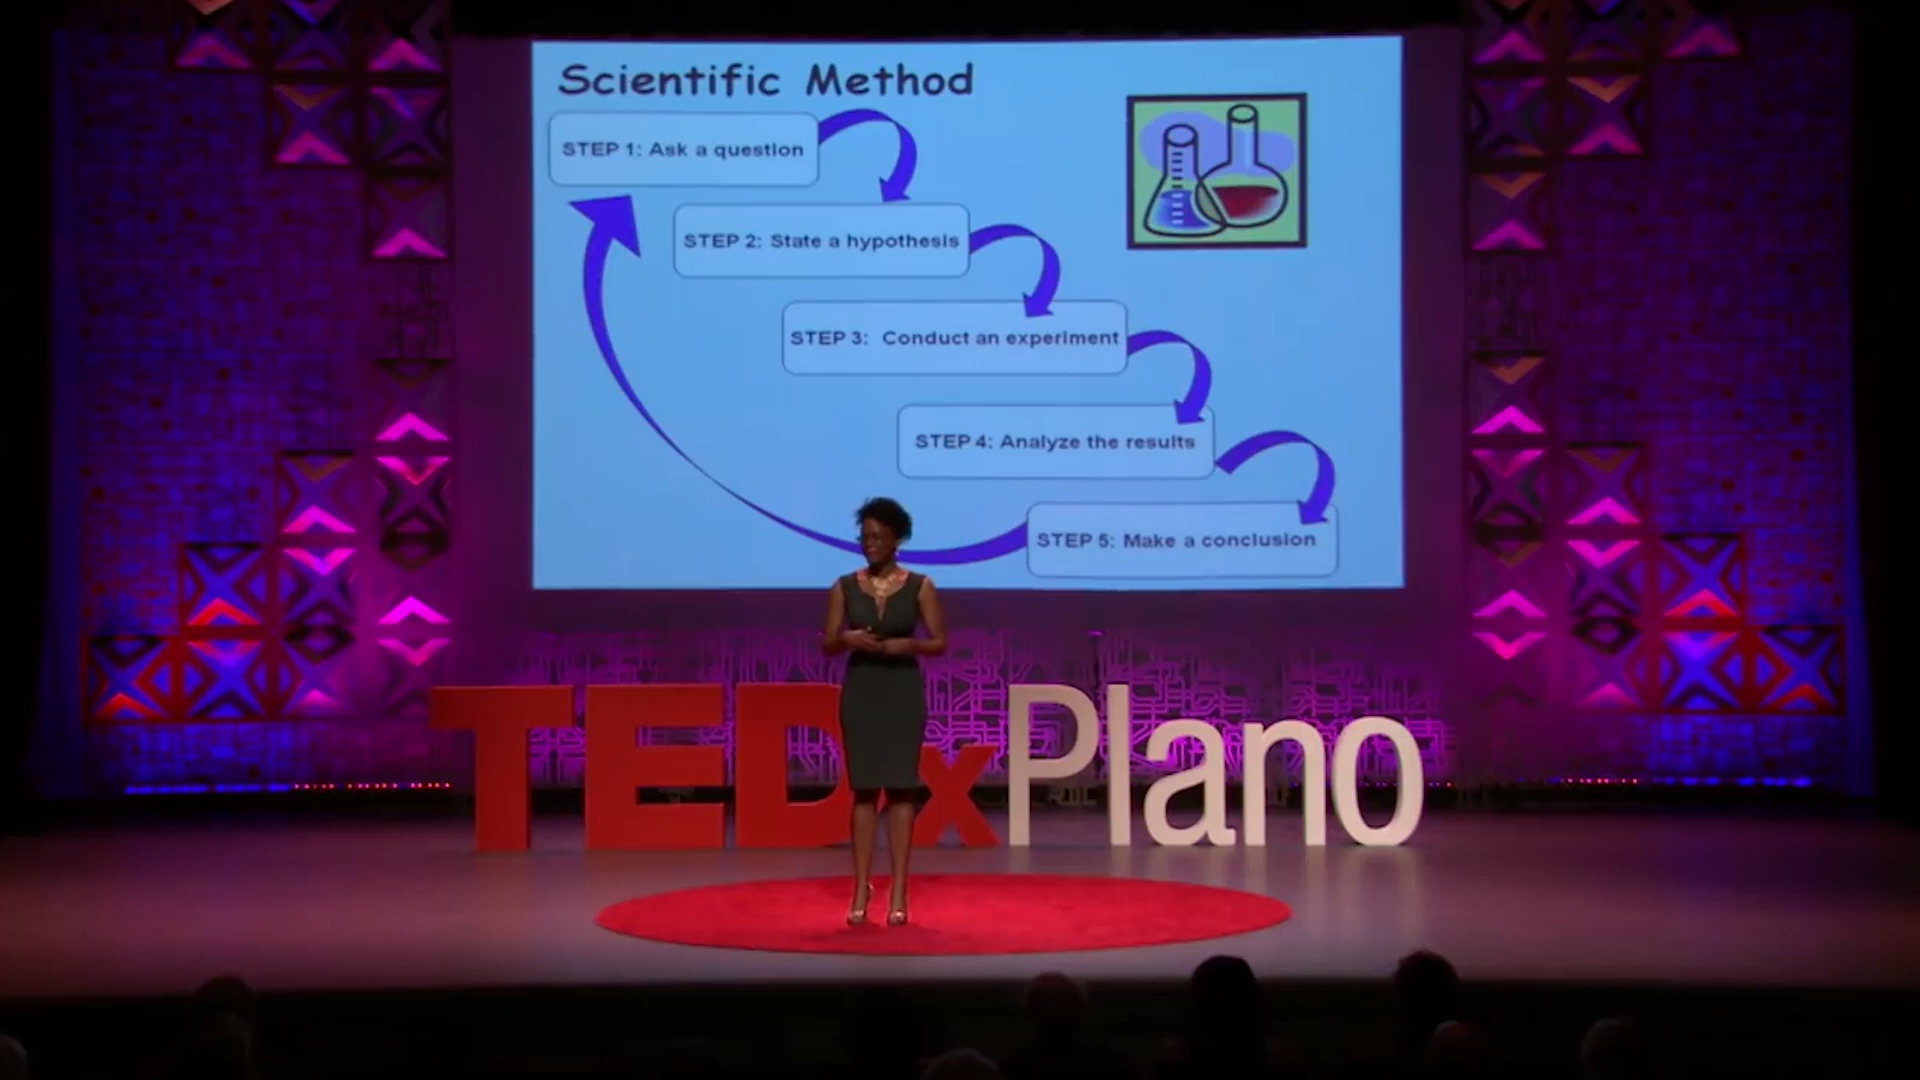 Scientific Method
STEP 1: Ask a question
STEP 2: State a hypothesis
STEP 3: Conduct an experiment
STEP 4: Analyze the results
STEP 5: Make a conclusion
TEDxPlano